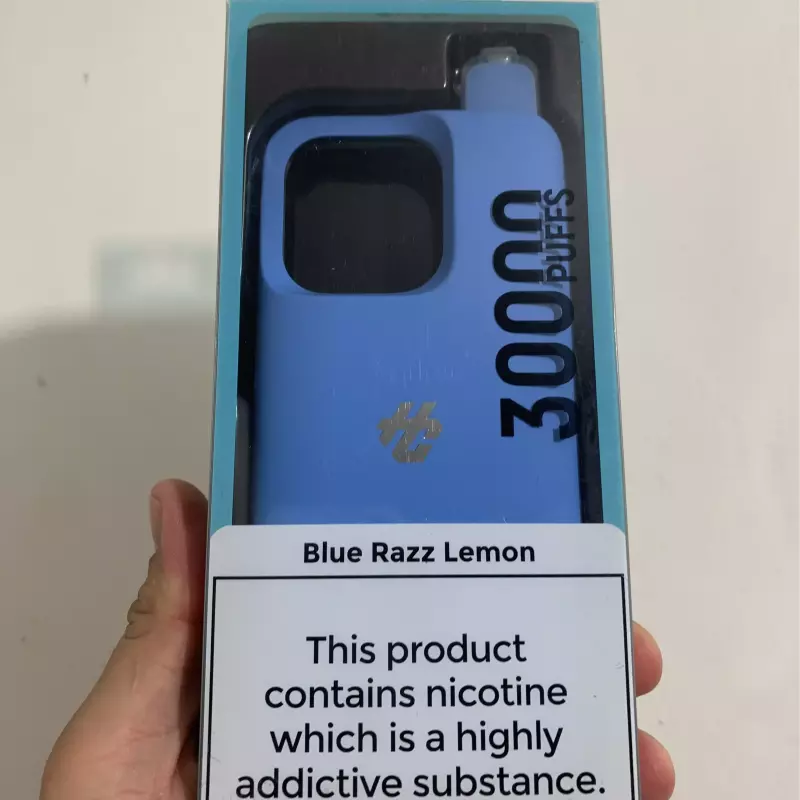 30000
PUFFS
Blue Razz Lemon
This product
contains nicotine
which is a highly
addictive substance.